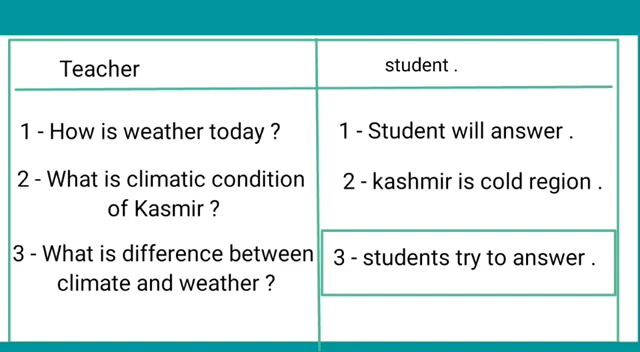 Teacher
student .
1 - How is weather today ?
1 - Student will answer .
2 - What is climatic condition
of Kasmir ?
2 - kashmir is cold region .
3 - What is difference between
climate and weather ?
3 - students try to answer .